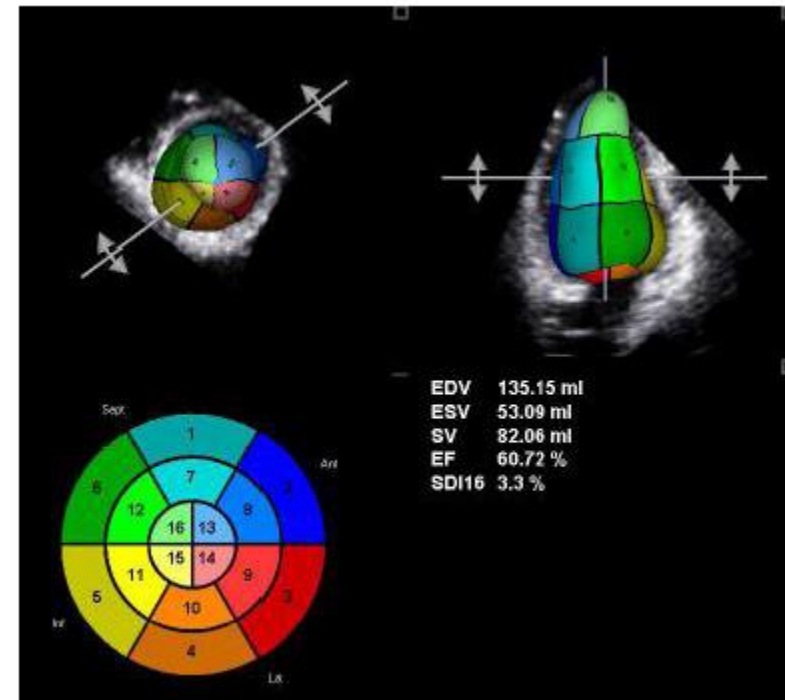 Sept
Ant
Inf
La
1
2
3
4
5
6
7
8
9
10
11
12
13
14
15
16
EDV 135.15 ml
ESV 53.09 ml
SV 82.06 ml
EF 60.72 %
SDI16 3.3 %